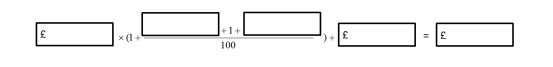 + 1 +
£ × (1 + ) + £ = £
100